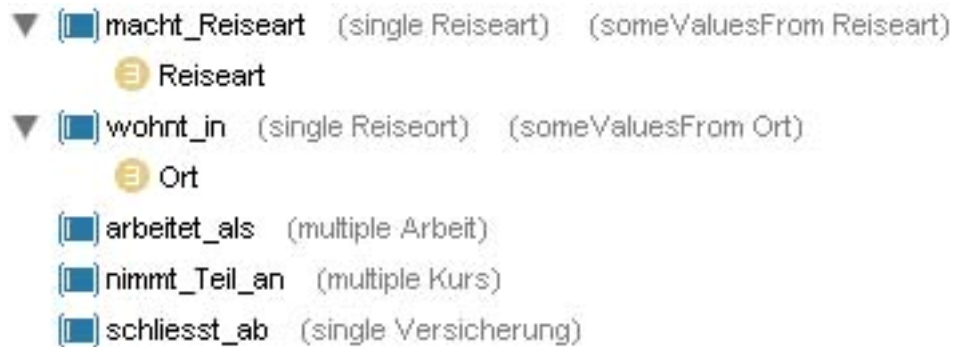 macht_Reiseart (single Reiseart) (someValuesFrom Reiseart)
Reiseart
wohnt_in (single Reiseort) (someValuesFrom Ort)
Ort
arbeitet_als (multiple Arbeit)
nimmt_Teil_an (multiple Kurs)
schliesst_ab (single Versicherung)